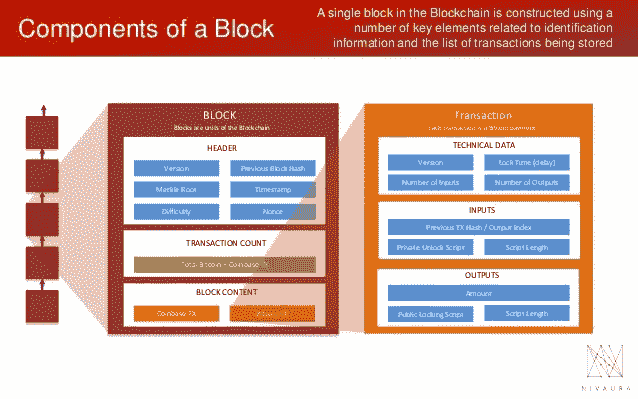 Components of a Block
A single block in the Blockchain is constructed using a
number of key elements related to identification
information and the list of transactions being stored
BLOCK
Blocks are units of the Blockchain
HEADER
Version
Previous Block Hash
Merkle Root
Timestamp
Difficulty
Nonce
TRANSACTION COUNT
Total Bitcoin + Coinbase
BLOCK CONTENT
Coinbase TX
Transaction
TECHNICAL DATA
Version
Lock Time (delay)
Number of Inputs
Number of Outputs
INPUTS
Previous TX Hash / Output Index
Private Unlock Script
Script Length
OUTPUTS
Amount
Public Locking Script
Script Length
NIVAURA